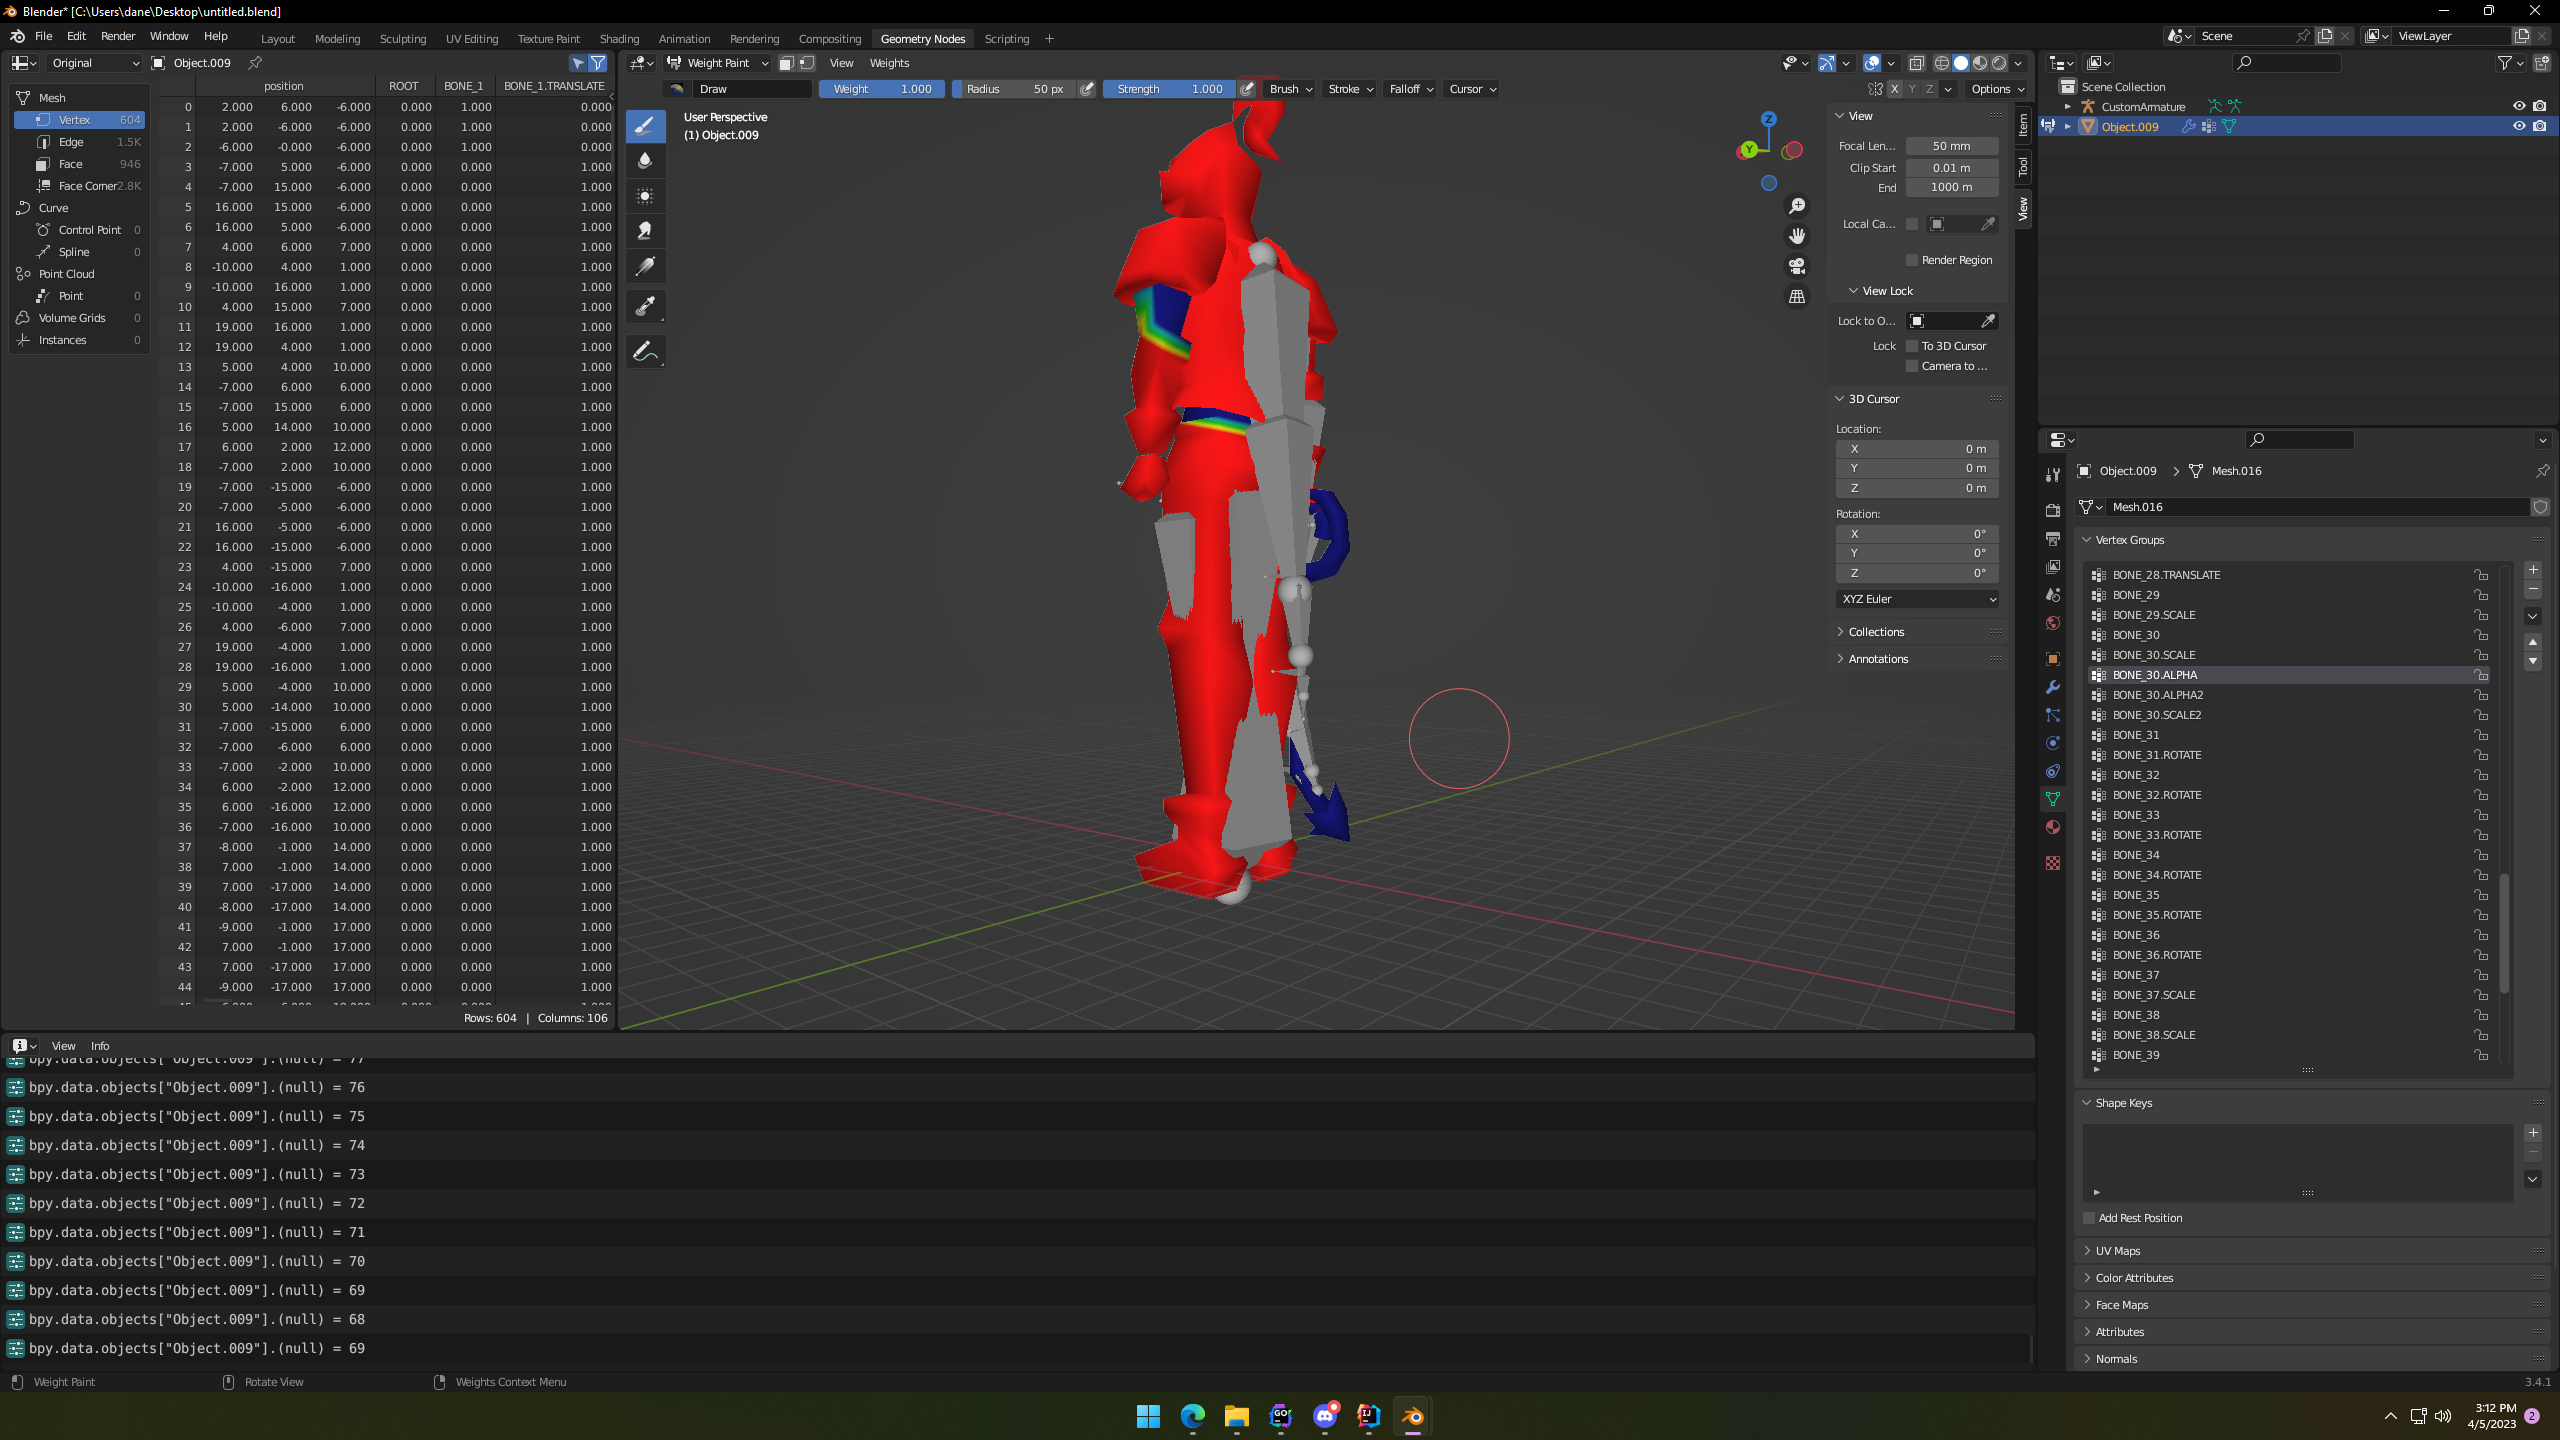 Blender* [C:\Users\dane\Desktop\untitled.blend]
File Edit Render Window Help Layout Modeling Sculpting UV Editing Texture Paint Shading Animation Rendering Compositing Geometry Nodes Scripting + Scene ViewLayer
Original Object.009
Mesh
Vertex 604
Edge 1.5K
Face 946
Face Corner 2.8K
Curve
Control Point 0
Spline 0
Point Cloud
Point 0
Volume Grids 0
Instances 0
position ROOT BONE_1 BONE_1.TRANSLATE
0 2.000 6.000 -6.000 0.000 1.000 0.000
1 2.000 -6.000 -6.000 0.000 1.000 0.000
2 -6.000 -0.000 -6.000 0.000 1.000 0.000
3 -7.000 5.000 -6.000 0.000 0.000 1.000
4 -7.000 15.000 -6.000 0.000 0.000 1.000
5 16.000 15.000 -6.000 0.000 0.000 1.000
6 16.000 5.000 -6.000 0.000 0.000 1.000
7 4.000 6.000 7.000 0.000 0.000 1.000
8 -10.000 4.000 1.000 0.000 0.000 1.000
9 -10.000 16.000 1.000 0.000 0.000 1.000
10 4.000 15.000 7.000 0.000 0.000 1.000
11 19.000 16.000 1.000 0.000 0.000 1.000
12 19.000 4.000 1.000 0.000 0.000 1.000
13 5.000 4.000 10.000 0.000 0.000 1.000
14 -7.000 6.000 6.000 0.000 0.000 1.000
15 -7.000 15.000 6.000 0.000 0.000 1.000
16 5.000 14.000 10.000 0.000 0.000 1.000
17 6.000 2.000 12.000 0.000 0.000 1.000
18 -7.000 2.000 10.000 0.000 0.000 1.000
19 -7.000 -15.000 -6.000 0.000 0.000 1.000
20 -7.000 -5.000 -6.000 0.000 0.000 1.000
21 16.000 -5.000 -6.000 0.000 0.000 1.000
22 16.000 -15.000 -6.000 0.000 0.000 1.000
23 4.000 -15.000 7.000 0.000 0.000 1.000
24 -10.000 -16.000 1.000 0.000 0.000 1.000
25 -10.000 -4.000 1.000 0.000 0.000 1.000
26 4.000 -6.000 7.000 0.000 0.000 1.000
27 19.000 -4.000 1.000 0.000 0.000 1.000
28 19.000 -16.000 1.000 0.000 0.000 1.000
29 5.000 -4.000 10.000 0.000 0.000 1.000
30 5.000 -14.000 10.000 0.000 0.000 1.000
31 -7.000 -15.000 6.000 0.000 0.000 1.000
32 -7.000 -6.000 6.000 0.000 0.000 1.000
33 -7.000 -2.000 10.000 0.000 0.000 1.000
34 6.000 -2.000 12.000 0.000 0.000 1.000
35 6.000 -16.000 12.000 0.000 0.000 1.000
36 -7.000 -16.000 10.000 0.000 0.000 1.000
37 -8.000 -1.000 14.000 0.000 0.000 1.000
38 7.000 -1.000 14.000 0.000 0.000 1.000
39 7.000 -17.000 14.000 0.000 0.000 1.000
40 -8.000 -17.000 14.000 0.000 0.000 1.000
41 -9.000 -1.000 17.000 0.000 0.000 1.000
42 7.000 -1.000 17.000 0.000 0.000 1.000
43 7.000 -17.000 17.000 0.000 0.000 1.000
44 -9.000 -17.000 17.000 0.000 0.000 1.000
Rows: 604 | Columns: 106
Weight Paint View Weights
Draw Weight 1.000 Radius 50 px Strength 1.000 Brush Stroke Falloff Cursor X Y Z Options
User Perspective
(1) Object.009
Z
Y
View
Focal Len... 50 mm
Clip Start 0.01 m
End 1000 m
Local Ca...
Render Region
View Lock
Lock to O...
Lock To 3D Cursor
Camera to ...
3D Cursor
Location:
X 0 m
Y 0 m
Z 0 m
Rotation:
X 0°
Y 0°
Z 0°
XYZ Euler
Collections
Annotations
Item
Tool
View
Scene Collection
CustomArmature
Object.009
Object.009 Mesh.016
Mesh.016
Vertex Groups
BONE_28.TRANSLATE
BONE_29
BONE_29.SCALE
BONE_30
BONE_30.SCALE
BONE_30.ALPHA
BONE_30.ALPHA2
BONE_30.SCALE2
BONE_31
BONE_31.ROTATE
BONE_32
BONE_32.ROTATE
BONE_33
BONE_33.ROTATE
BONE_34
BONE_34.ROTATE
BONE_35
BONE_35.ROTATE
BONE_36
BONE_36.ROTATE
BONE_37
BONE_37.SCALE
BONE_38
BONE_38.SCALE
BONE_39
Shape Keys
Add Rest Position
UV Maps
Color Attributes
Face Maps
Attributes
Normals
View Info
bpy.data.objects["Object.009"].(null) = 77
bpy.data.objects["Object.009"].(null) = 76
bpy.data.objects["Object.009"].(null) = 75
bpy.data.objects["Object.009"].(null) = 74
bpy.data.objects["Object.009"].(null) = 73
bpy.data.objects["Object.009"].(null) = 72
bpy.data.objects["Object.009"].(null) = 71
bpy.data.objects["Object.009"].(null) = 70
bpy.data.objects["Object.009"].(null) = 69
bpy.data.objects["Object.009"].(null) = 68
bpy.data.objects["Object.009"].(null) = 69
Weight Paint Rotate View Weights Context Menu 3.4.1
GO IJ
3:12 PM
4/5/2023 2